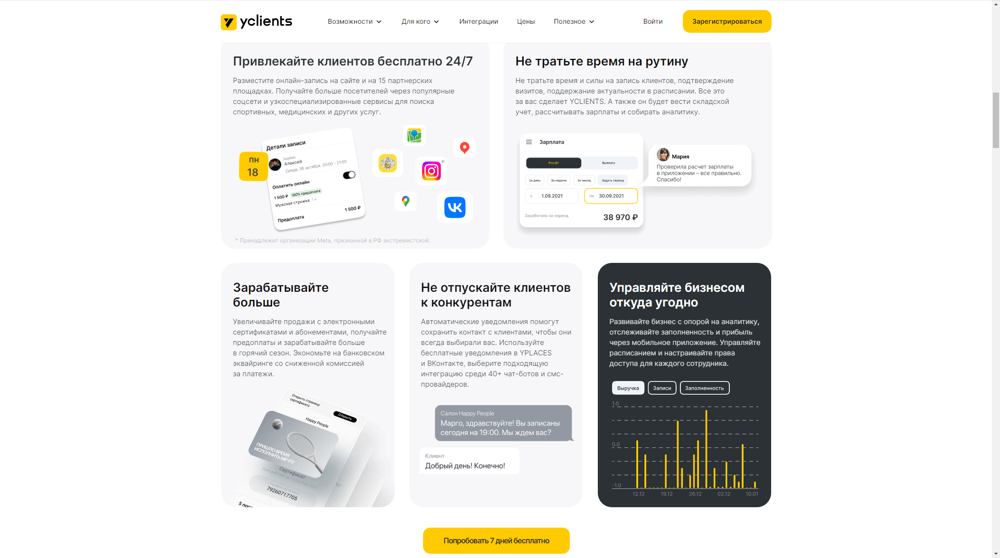 yclients
Возможности
Для кого
Интеграции
Цены
Полезное
Войти
Зарегистрироваться
Привлекайте клиентов бесплатно 24/7
Разместите онлайн-запись на сайте и на 15 партнерских
площадках. Получайте больше посетителей через популярные
соцсети и узкоспециализированные сервисы для поиска
спортивных, медицинских и других услуг.
ПН
18
Детали записи
Барбер
Алексей
Среда, 26 октября, 20:00 - 21:00
Оплатить онлайн
1 500 ₽ 100% предоплата
Мужская стрижка 1 ч.
1 500 ₽
Предоплата
*
* Принадлежит организации Meta, признанной в РФ экстремистской.
Не тратьте время на рутину
Не тратьте время и силы на запись клиентов, подтверждение
визитов, поддержание актуальности в расписании. Все это
за вас сделает YCLIENTS. А также он будет вести складской
учет, рассчитывать зарплаты и собирать аналитику.
Зарплата
Расчёт
Выплата
За день
За неделю
За месяц
Задать период
с 1.09.2021
по 30.09.2021
Заработано за период
38 970 ₽
Мария
Проверила расчет зарплаты
в приложении – все правильно.
Спасибо!
Зарабатывайте
больше
Увеличивайте продажи с электронными
сертификатами и абонементами, получайте
предоплаты и зарабатывайте больше
в горячий сезон. Экономьте на банковском
эквайринге со сниженной комиссией
за платежи.
Открыть страницу
сертификата
Открыть
Happy People
ПРИШЛО ВРЕМЯ
ИСПОЛНИТЬ МЕЧТУ
Сертификат
79260717705
Не отпускайте клиентов
к конкурентам
Автоматические уведомления помогут
сохранить контакт с клиентами, чтобы они
всегда выбирали вас. Используйте
бесплатные уведомления в YPLACES
и ВКонтакте, выберите подходящую
интеграцию среди 40+ чат-ботов и смс-
провайдеров.
Салон Happy People
Марго, здравствуйте! Вы записаны
сегодня на 19:00. Мы ждем вас?
Клиент
Добрый день! Конечно!
Управляйте бизнесом
откуда угодно
Развивайте бизнес с опорой на аналитику,
отслеживайте заполненность и прибыль
через мобильное приложение. Управляйте
расписанием и настраивайте права
доступа для каждого сотрудника.
Выручка
Записи
Заполненность
1.0
0.0
-1.0
12.12
19.12
26.12
02.12
10.01
Попробовать 7 дней бесплатно